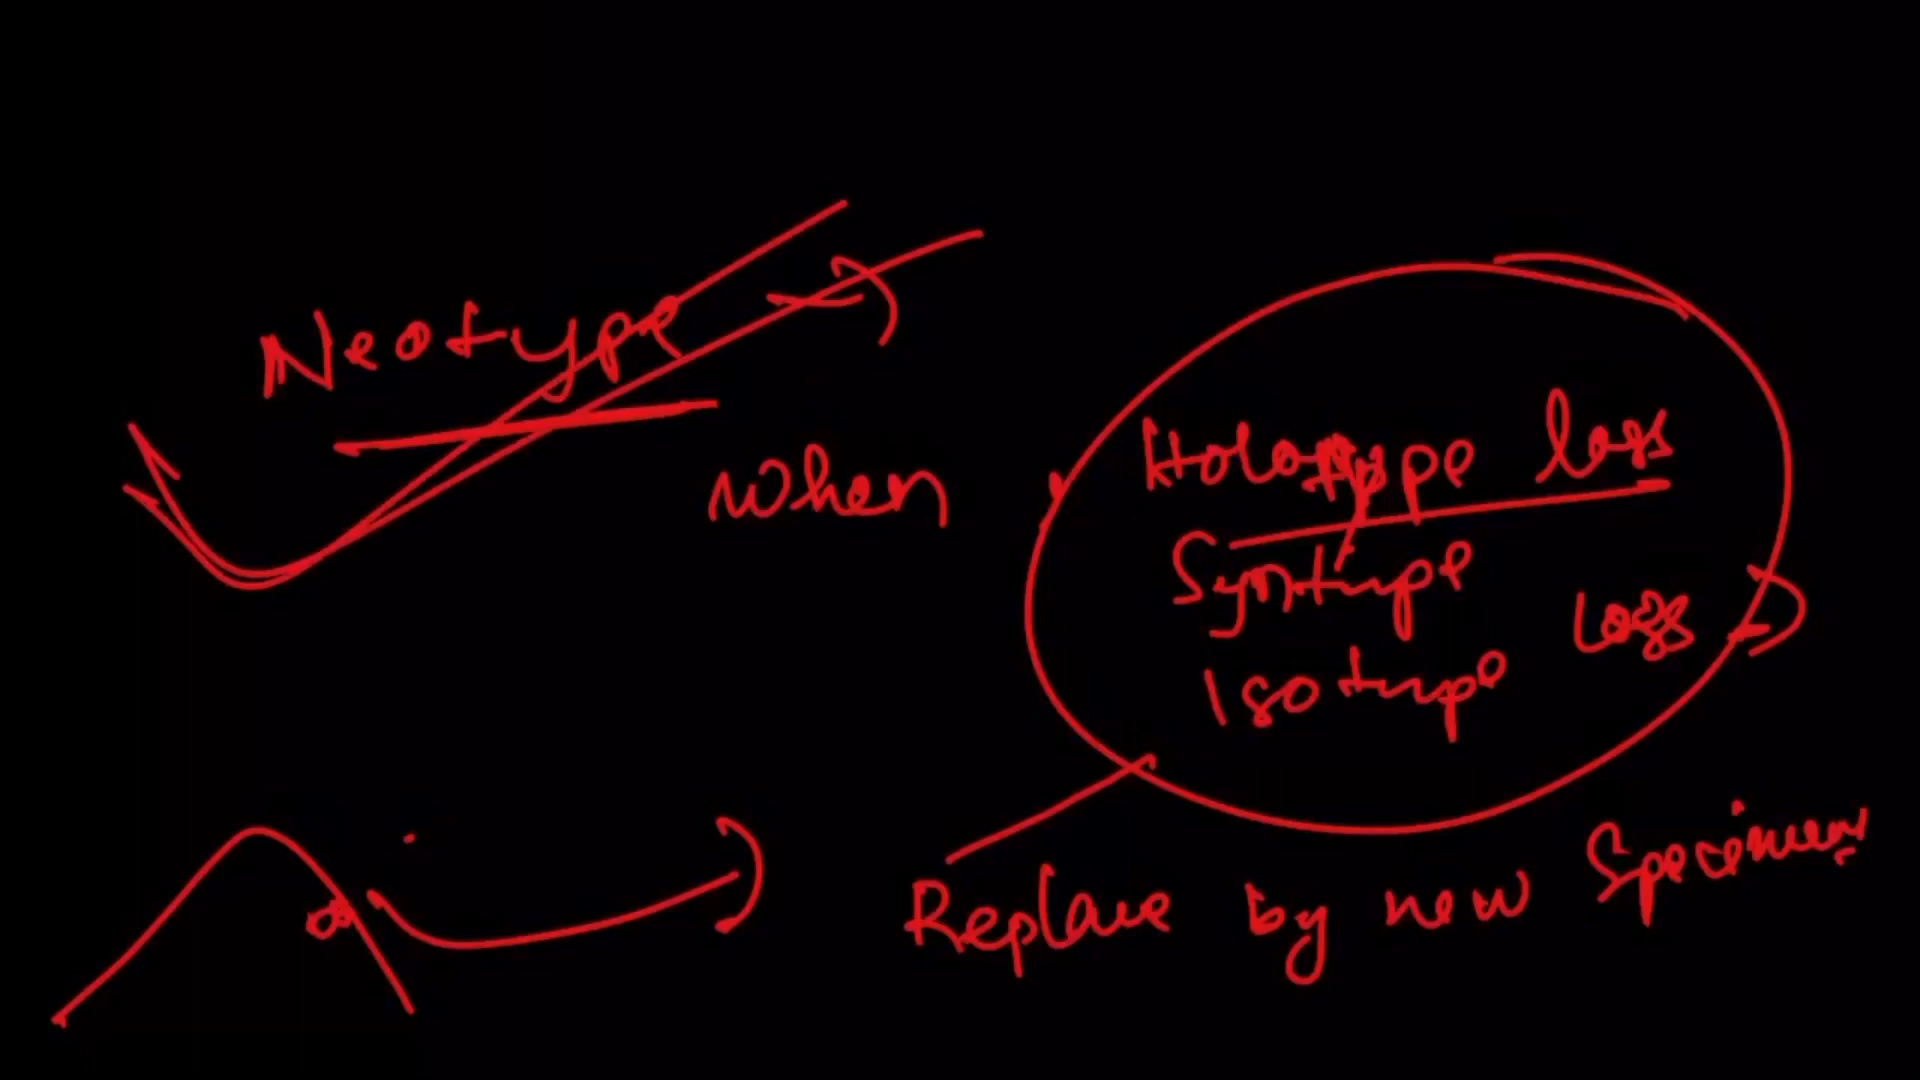 Neotype
when
Holotype loss
Syntype
Isotype loss
Replace by new Specimen